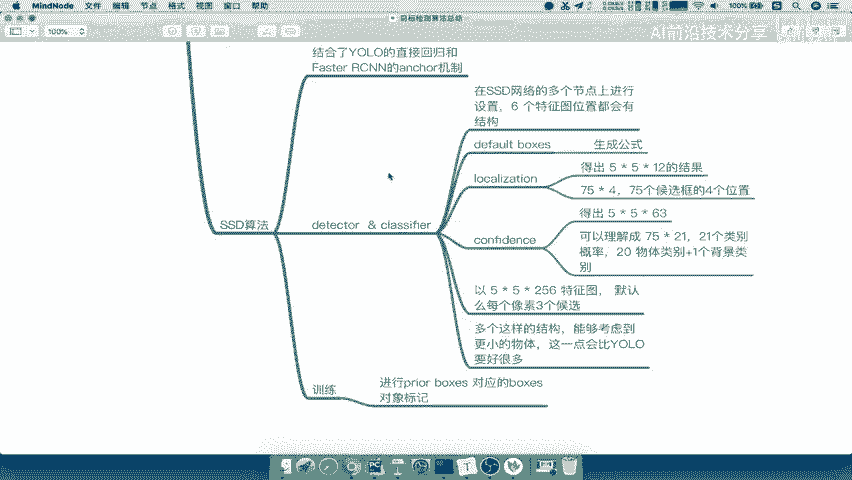 MindNode 文件 编辑 节点 格式 视图 窗口 帮助
100%
目标检测算法总结
100%
AI前沿技术分享
结合了YOLO的直接回归和
Faster RCNN的anchor机制
在SSD网络的多个节点上进行
设置，6 个特征图位置都会有
结构
default boxes
生成公式
localization
得出 5 * 5 *12的结果
75 * 4，75个候选框的4个位置
SSD算法
detector & classifier
confidence
得出 5 * 5 * 63
可以理解成 75 * 21，21个类别
概率，20 物体类别+1个背景类
别
以 5 * 5 * 256 特征图， 默认
么每个像素3个候选
多个这样的结构，能够考虑到
更小的物体，这一点会比YOLO
要好很多
训练
进行prior boxes 对应的boxes
对象标记